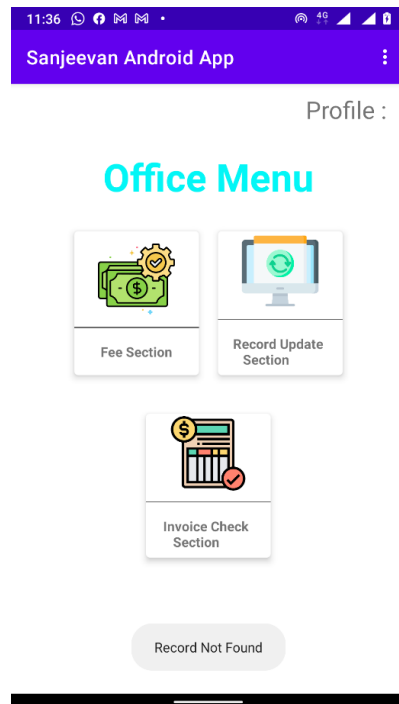 11:36 4G
Sanjeevan Android App
Profile :
Office Menu
Fee Section
Record Update
Section
Invoice Check
Section
Record Not Found